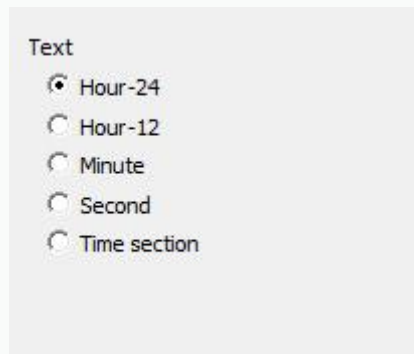 Text
Hour-24
Hour-12
Minute
Second
Time section